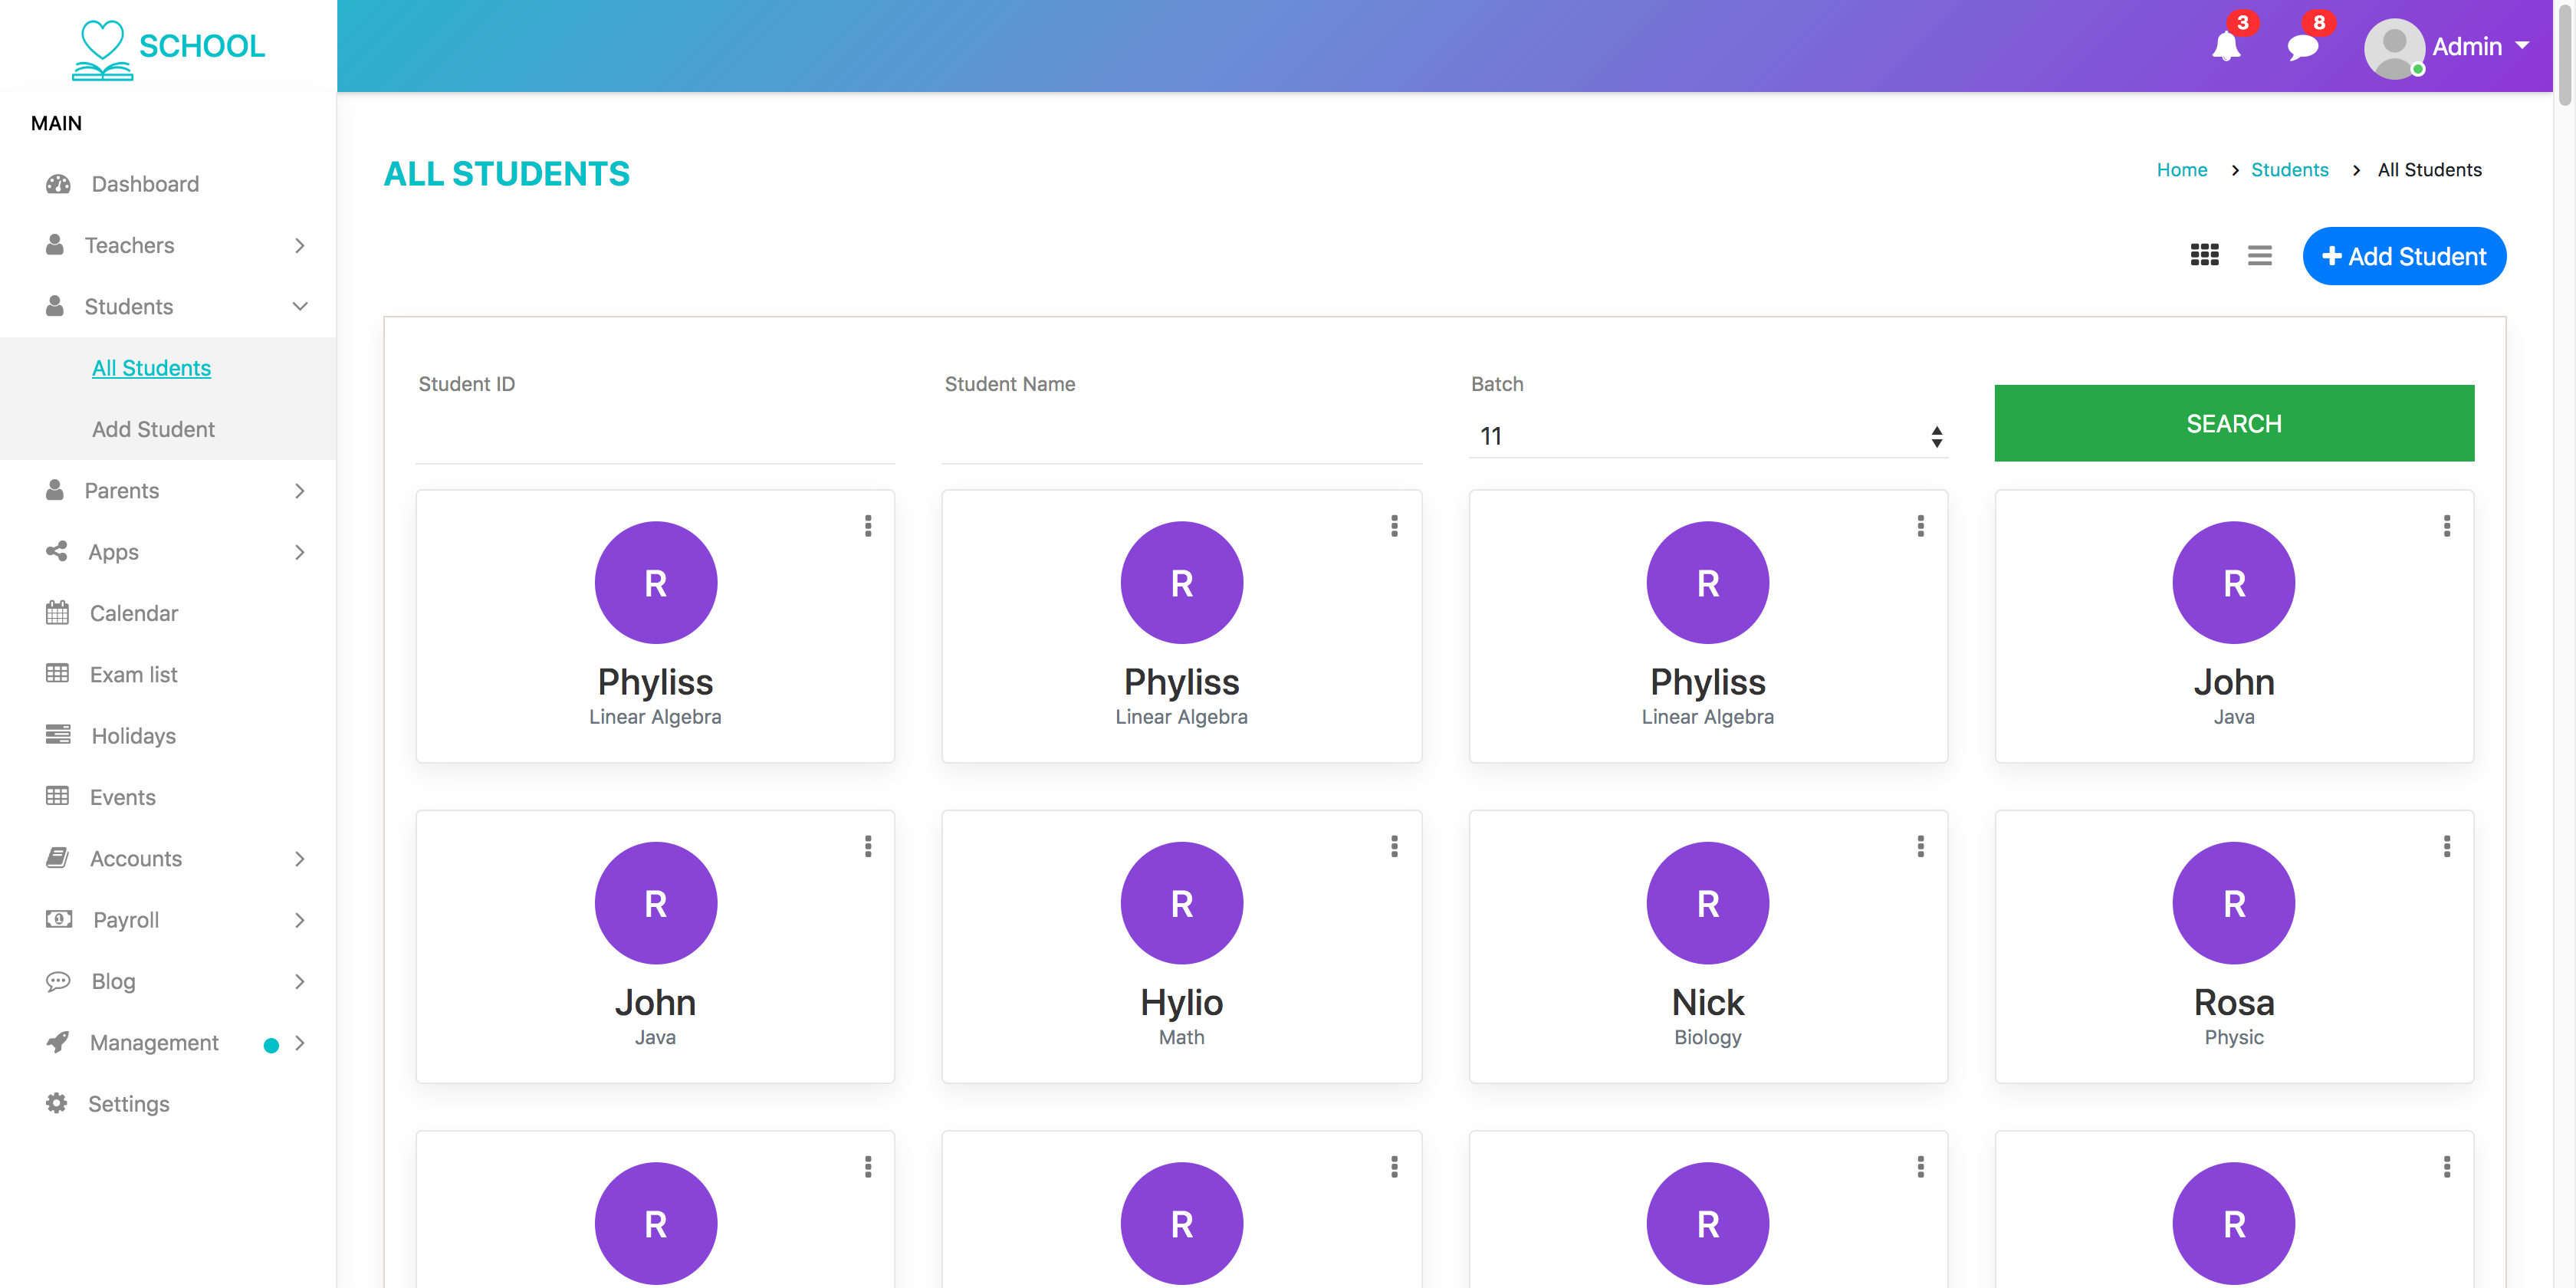 SCHOOL
3
8
Admin
MAIN
Dashboard
Teachers
Students
All Students
Add Student
Parents
Apps
Calendar
Exam list
Holidays
Events
Accounts
Payroll
Blog
Management
Settings
ALL STUDENTS
Home
Students
All Students
Add Student
Student ID
Student Name
Batch
11
SEARCH
R
Phyliss
Linear Algebra
R
Phyliss
Linear Algebra
R
Phyliss
Linear Algebra
R
John
Java
R
John
Java
R
Hylio
Math
R
Nick
Biology
R
Rosa
Physic
R
R
R
R